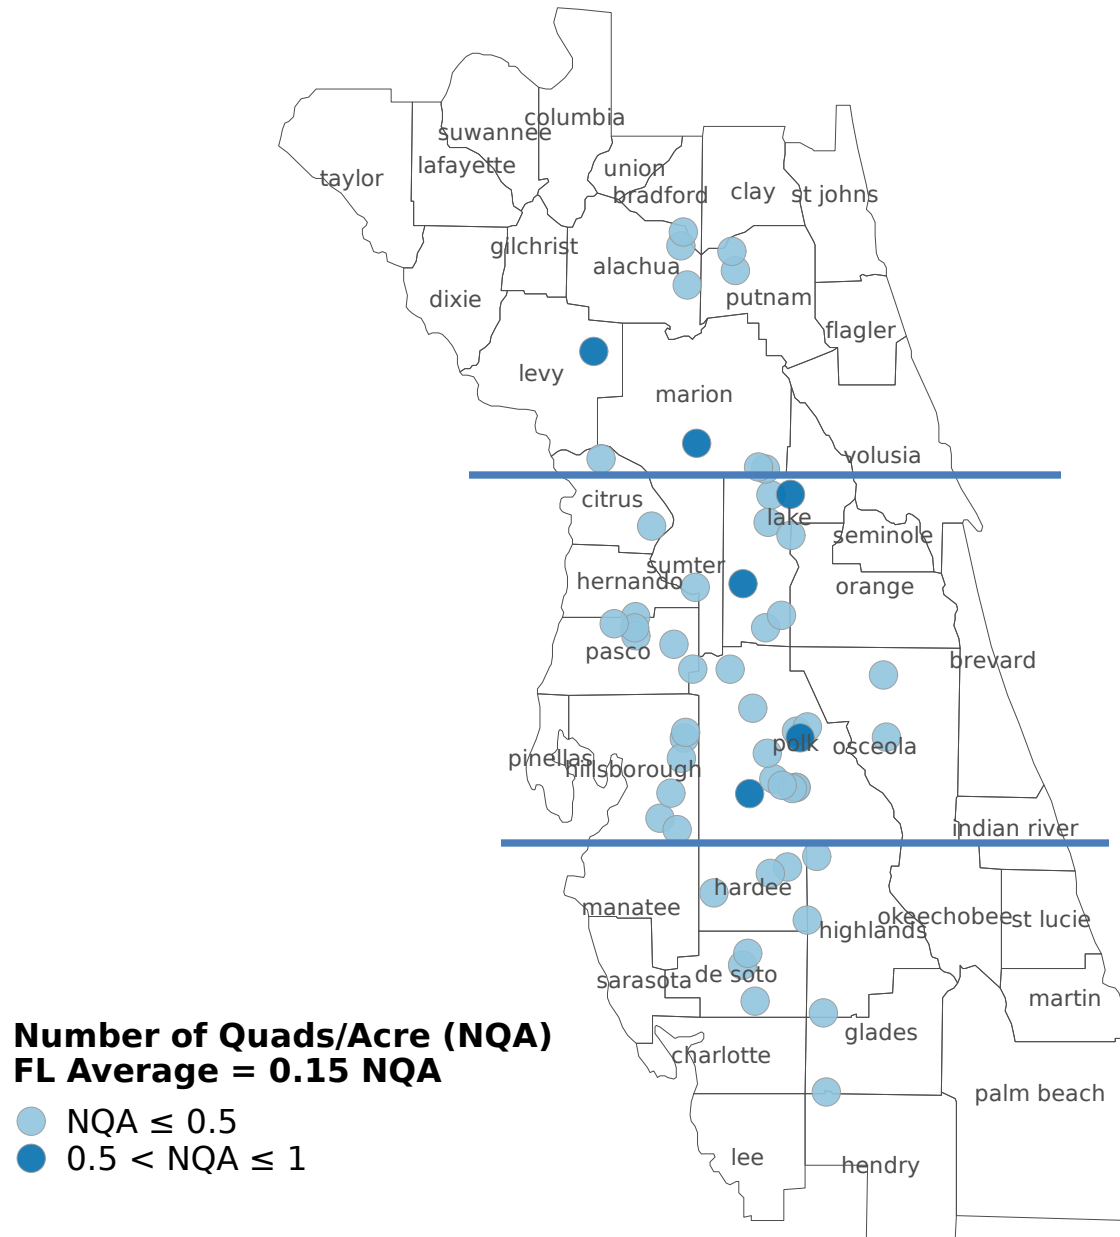 columbia
suwannee
lafayette
union
taylor
bradford
clay
st johns
gilchrist
alachua
putnam
dixie
flagler
levy
marion
volusia
citrus
lake
seminole
sumter
hernando
orange
pasco
brevard
polk
osceola
pinellas
hillsborough
indian river
hardee
manatee
okeechobee
st lucie
highlands
de soto
sarasota
martin
glades
charlotte
palm beach
lee
hendry
Number of Quads/Acre (NQA)
FL Average = 0.15 NQA
NQA ≤ 0.5
0.5 < NQA ≤ 1